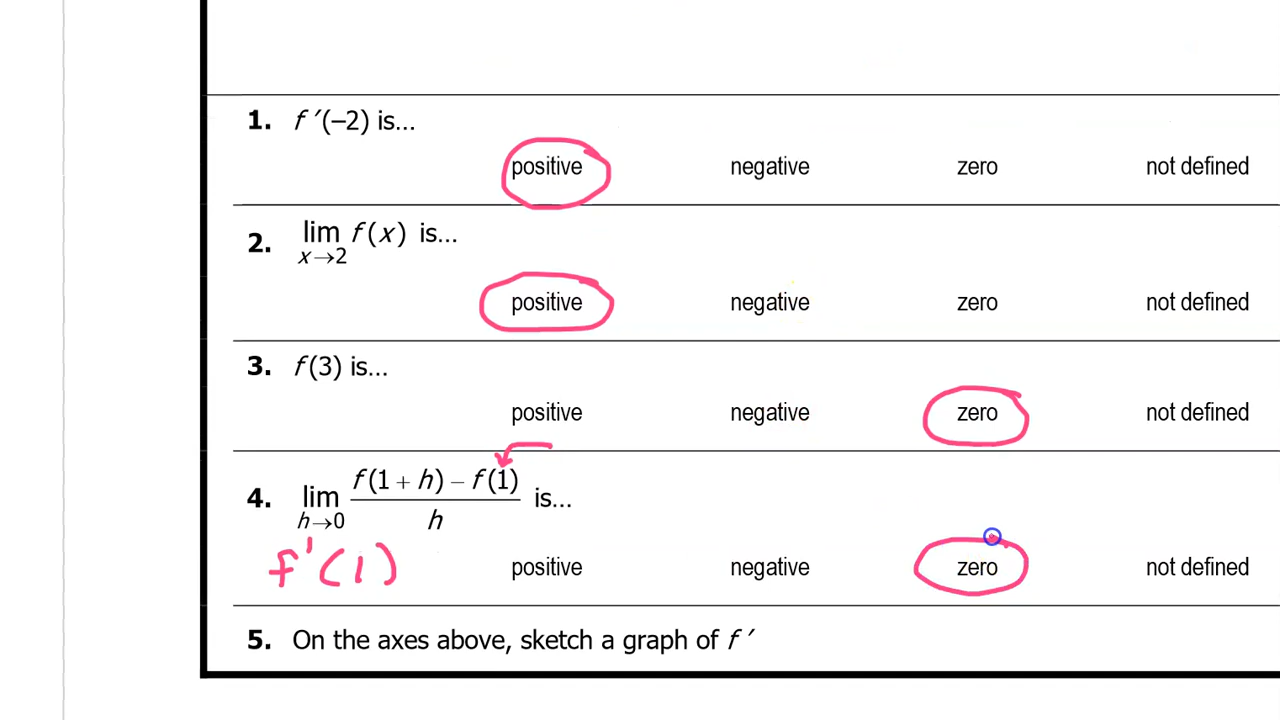 1. f ′(–2) is...
positive negative zero not defined
2. lim x→2 f(x) is...
positive negative zero not defined
3. f(3) is...
positive negative zero not defined
4. lim h→0 (f(1 + h) – f(1))/h is...
f'(1) positive negative zero not defined
5. On the axes above, sketch a graph of f ′